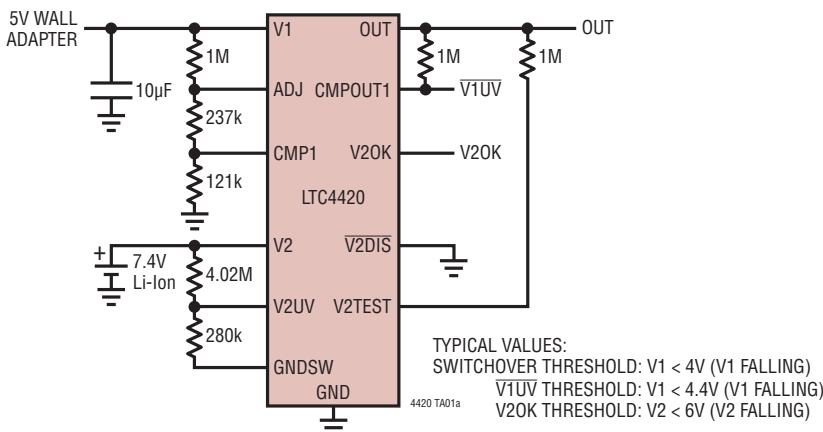 5V WALL
ADAPTER
V1
OUT
OUT
1M
1M
1M
10µF
ADJ
CMPOUT1
V1UV
237k
CMP1
V2OK
V2OK
121k
LTC4420
V2
V2DIS
+
7.4V
Li-Ion
4.02M
V2UV
V2TEST
280k
GNDSW
GND
4420 TA01a
TYPICAL VALUES:
SWITCHOVER THRESHOLD: V1 < 4V (V1 FALLING)
V1UV THRESHOLD: V1 < 4.4V (V1 FALLING)
V2OK THRESHOLD: V2 < 6V (V2 FALLING)